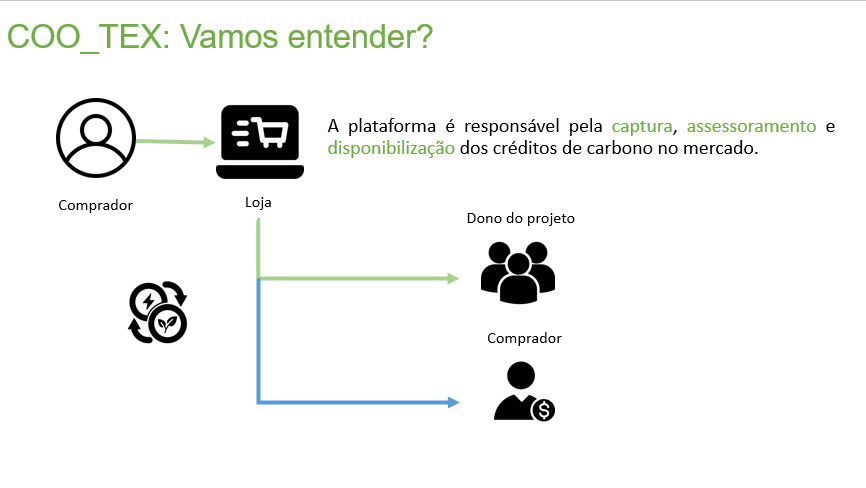 COO_TEX: Vamos entender?
A plataforma é responsável pela captura, assessoramento e
disponibilização dos créditos de carbono no mercado.
Comprador
Loja
Dono do projeto
Comprador
$